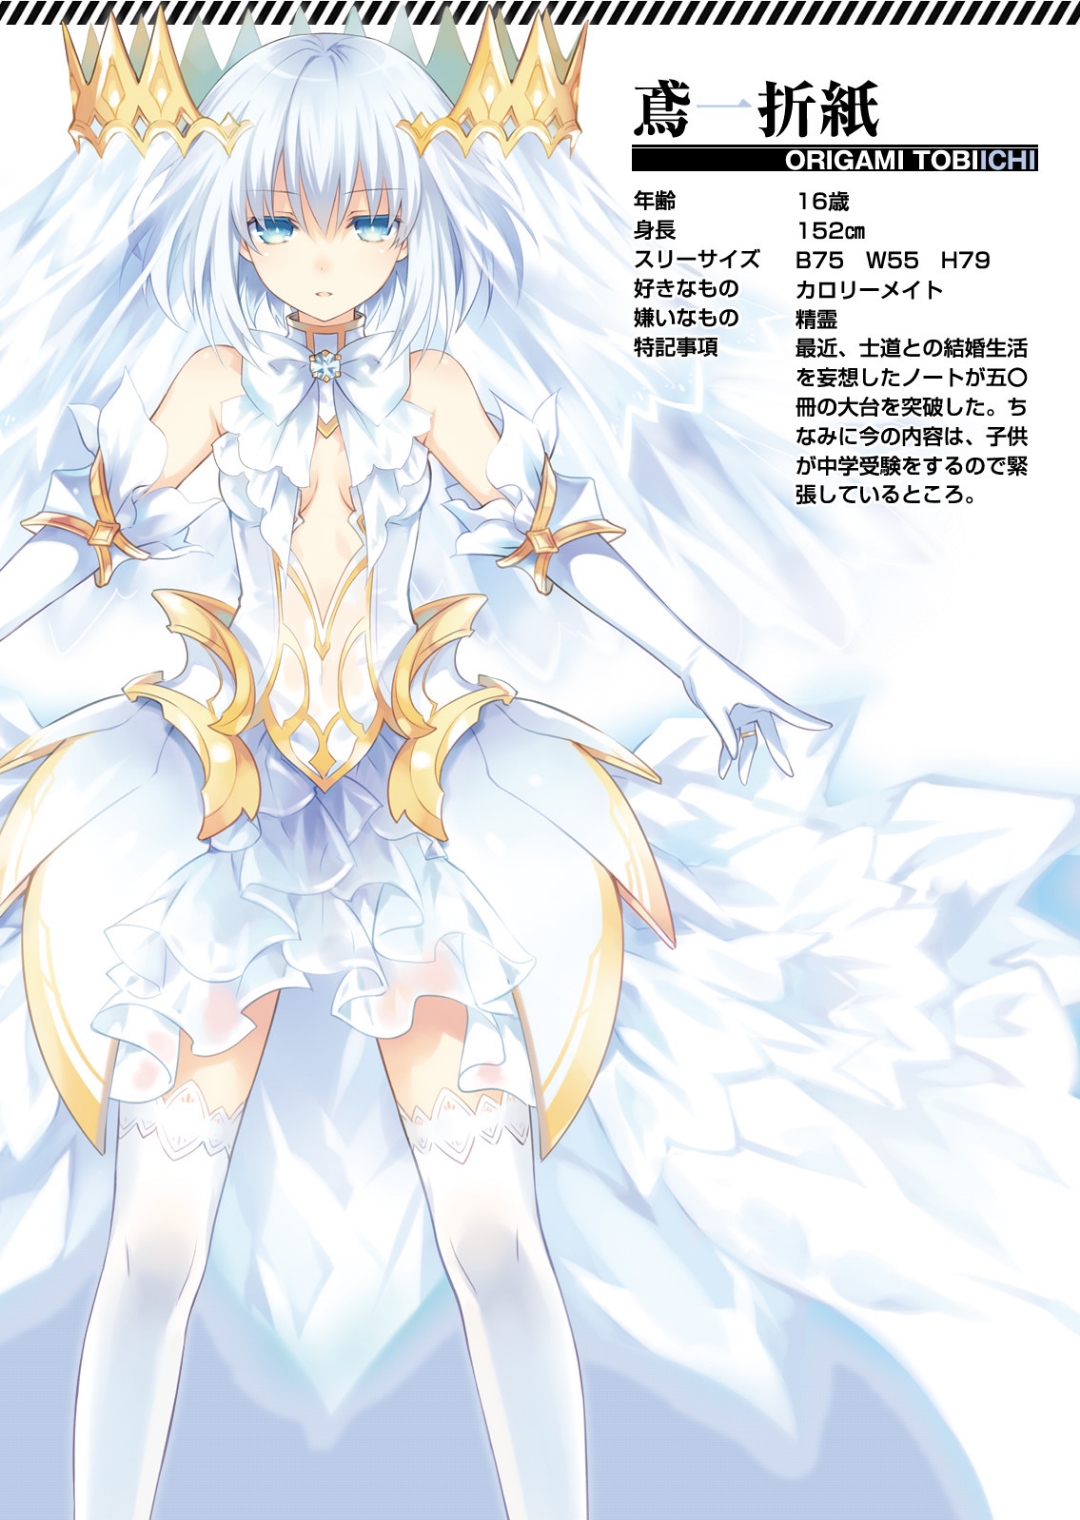 鳶一折紙
ORIGAMI TOBIICHI
年齢 16歳
身長 152㎝
スリーサイズ B75 W55 H79
好きなもの カロリーメイト
嫌いなもの 精霊
特記事項 最近、士道との結婚生活
を妄想したノートが五〇
冊の大台を突破した。ち
なみに今の内容は、子供
が中学受験をするので緊
張しているところ。